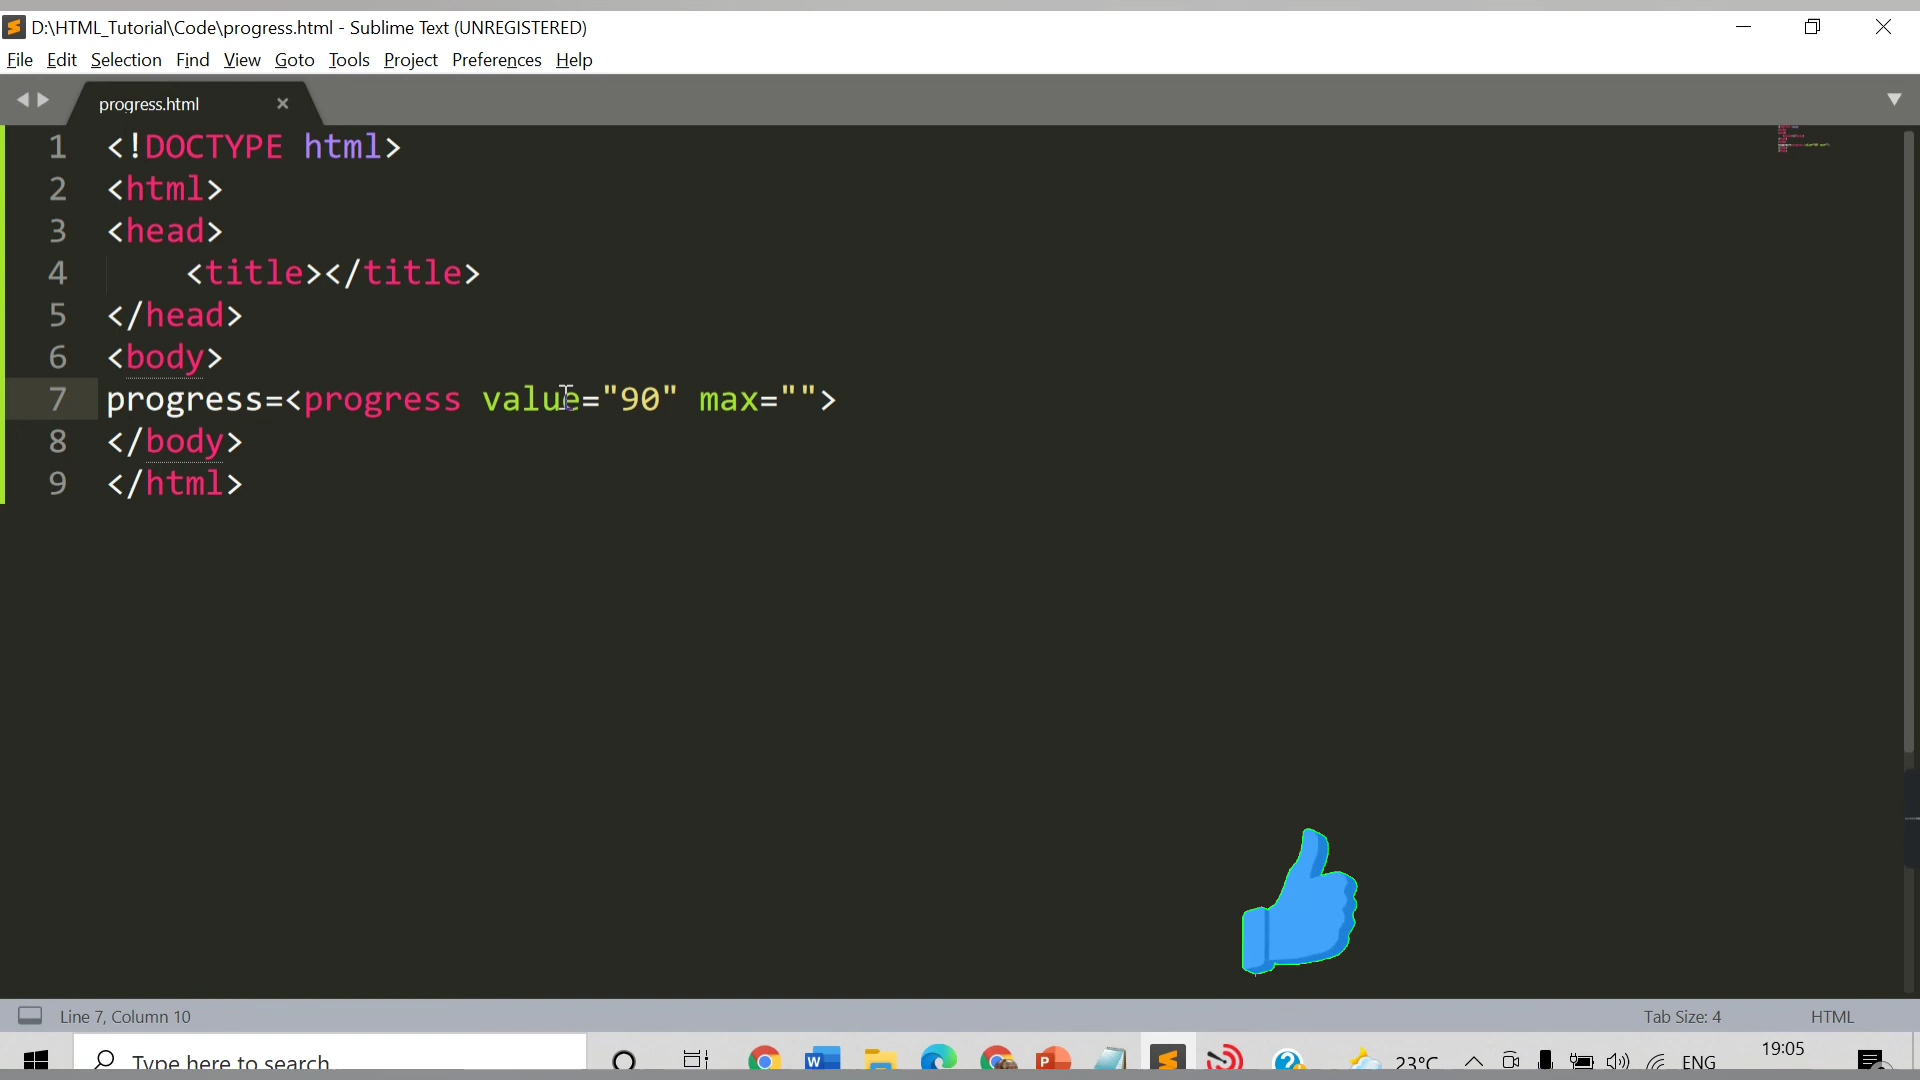 D:\HTML_Tutorial\Code\progress.html - Sublime Text (UNREGISTERED)
File Edit Selection Find View Goto Tools Project Preferences Help
progress.html
1 <!DOCTYPE html>
2 <html>
3 <head>
4     <title></title>
5 </head>
6 <body>
7 progress=<progress value="90" max="">
8 </body>
9 </html>
Line 7, Column 10 Tab Size: 4 HTML
Type here to search 23°C ENG 19:05